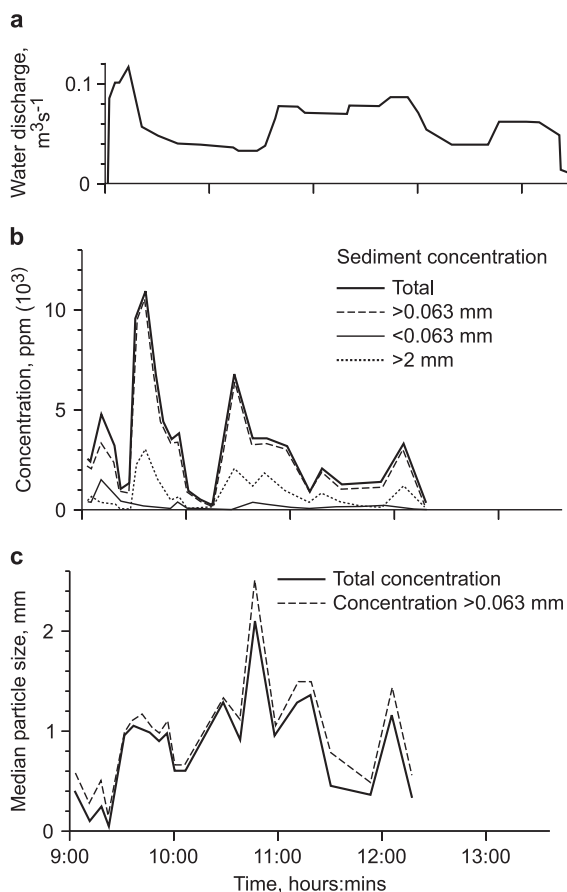 a
Water discharge,
m³s⁻¹
0.1
0
b
Concentration, ppm (10³)
10
5
0
Sediment concentration
Total
>0.063 mm
<0.063 mm
>2 mm
c
Median particle size, mm
2
1
0
Total concentration
Concentration >0.063 mm
9:00 10:00 11:00 12:00 13:00
Time, hours:mins